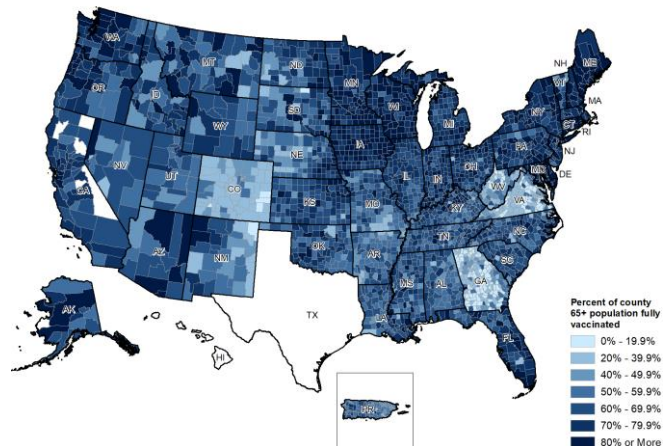 WA
MT
ND
MN
NH
ME
VT
OR
ID
SD
WI
NY
MA
WY
MI
CT
RI
IA
PA
NJ
NE
NV
OH
MD
DE
UT
IL
IN
CO
WV
CA
KS
MO
VA
KY
NC
TN
AZ
OK
NM
AR
SC
MS
AL
GA
AK
TX
LA
FL
HI
PR
Percent of county
65+ population fully
vaccinated
0% - 19.9%
20% - 39.9%
40% - 49.9%
50% - 59.9%
60% - 69.9%
70% - 79.9%
80% or More